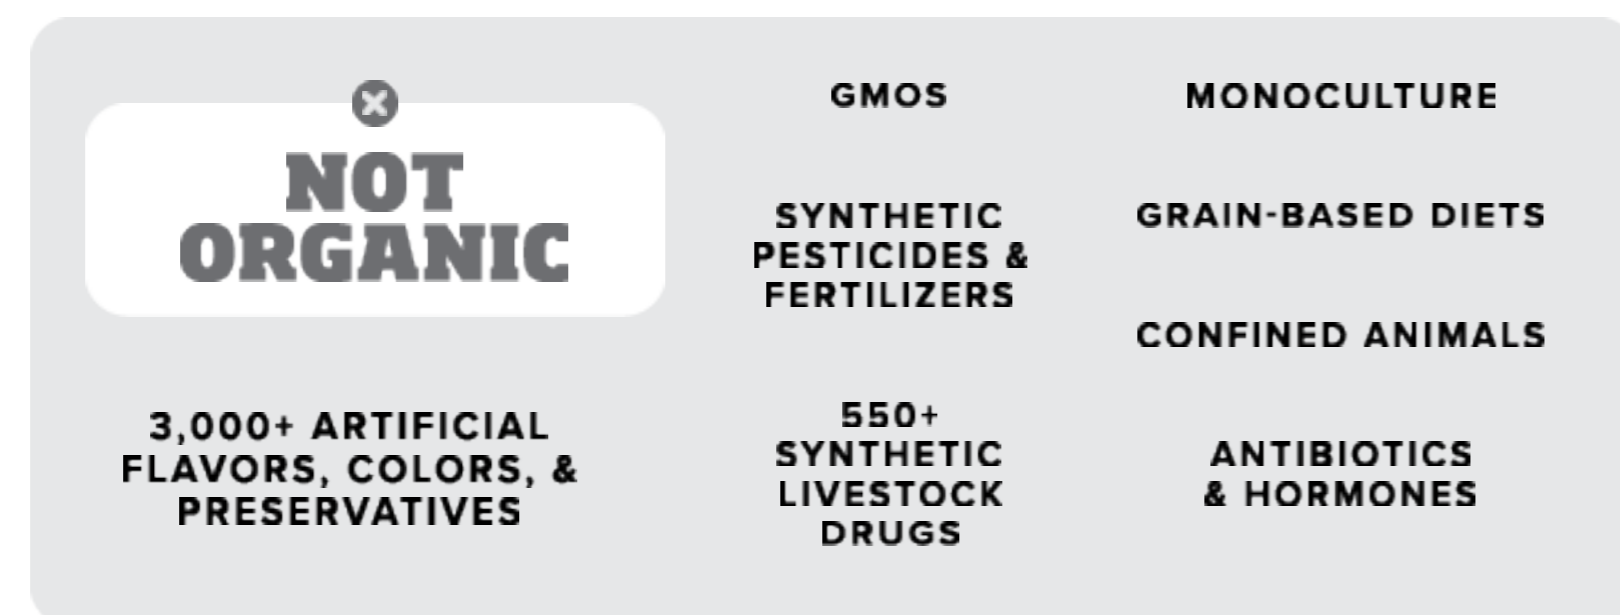 NOT
ORGANIC
3,000+ ARTIFICIAL
FLAVORS, COLORS, &
PRESERVATIVES
GMOS
SYNTHETIC
PESTICIDES &
FERTILIZERS
550+
SYNTHETIC
LIVESTOCK
DRUGS
MONOCULTURE
GRAIN-BASED DIETS
CONFINED ANIMALS
ANTIBIOTICS
& HORMONES